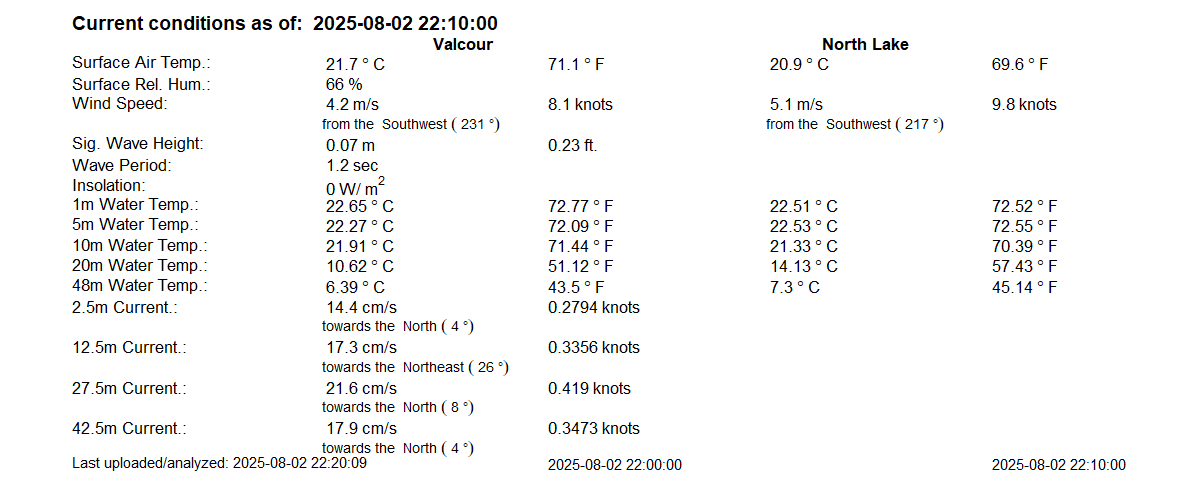 Current conditions as of:  2025-08-02 22:10:00
Valcour North Lake
Surface Air Temp.: 21.7 ° C 71.1 ° F 20.9 ° C 69.6 ° F
Surface Rel. Hum.: 66 %
Wind Speed: 4.2 m/s 8.1 knots 5.1 m/s 9.8 knots
from the  Southwest ( 231 °) from the  Southwest ( 217 °)
Sig. Wave Height: 0.07 m 0.23 ft.
Wave Period: 1.2 sec
Insolation: 0 W/ m2
1m Water Temp.: 22.65 ° C 72.77 ° F 22.51 ° C 72.52 ° F
5m Water Temp.: 22.27 ° C 72.09 ° F 22.53 ° C 72.55 ° F
10m Water Temp.: 21.91 ° C 71.44 ° F 21.33 ° C 70.39 ° F
20m Water Temp.: 10.62 ° C 51.12 ° F 14.13 ° C 57.43 ° F
48m Water Temp.: 6.39 ° C 43.5 ° F 7.3 ° C 45.14 ° F
2.5m Current.: 14.4 cm/s 0.2794 knots
towards the  North ( 4 °)
12.5m Current.: 17.3 cm/s 0.3356 knots
towards the  Northeast ( 26 °)
27.5m Current.: 21.6 cm/s 0.419 knots
towards the  North ( 8 °)
42.5m Current.: 17.9 cm/s 0.3473 knots
towards the  North ( 4 °)
Last uploaded/analyzed: 2025-08-02 22:20:09 2025-08-02 22:00:00 2025-08-02 22:10:00